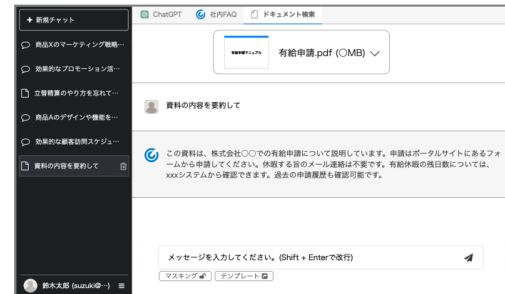 + 新規チャット
商品Xのマーケティング戦略…
効果的なプロモーション活…
立替精算のやり方を忘れて…
商品Aのデザインや機能を…
効果的な顧客訪問スケジュ…
資料の内容を要約して
鈴木太郎 (suzuki@…)
ChatGPT 社内FAQ ドキュメント検索
有給申請マニュアル
有給申請.pdf (○MB)
資料の内容を要約して
この資料は、株式会社○○での有給申請について説明しています。申請はポータルサイトにあるフォ
ームから申請してください。休暇する旨のメール連絡は不要です。有給休暇の残日数については、
xxxシステムから確認できます。過去の申請履歴も確認可能です。
メッセージを入力してください。(Shift + Enterで改行)
マスキング テンプレート